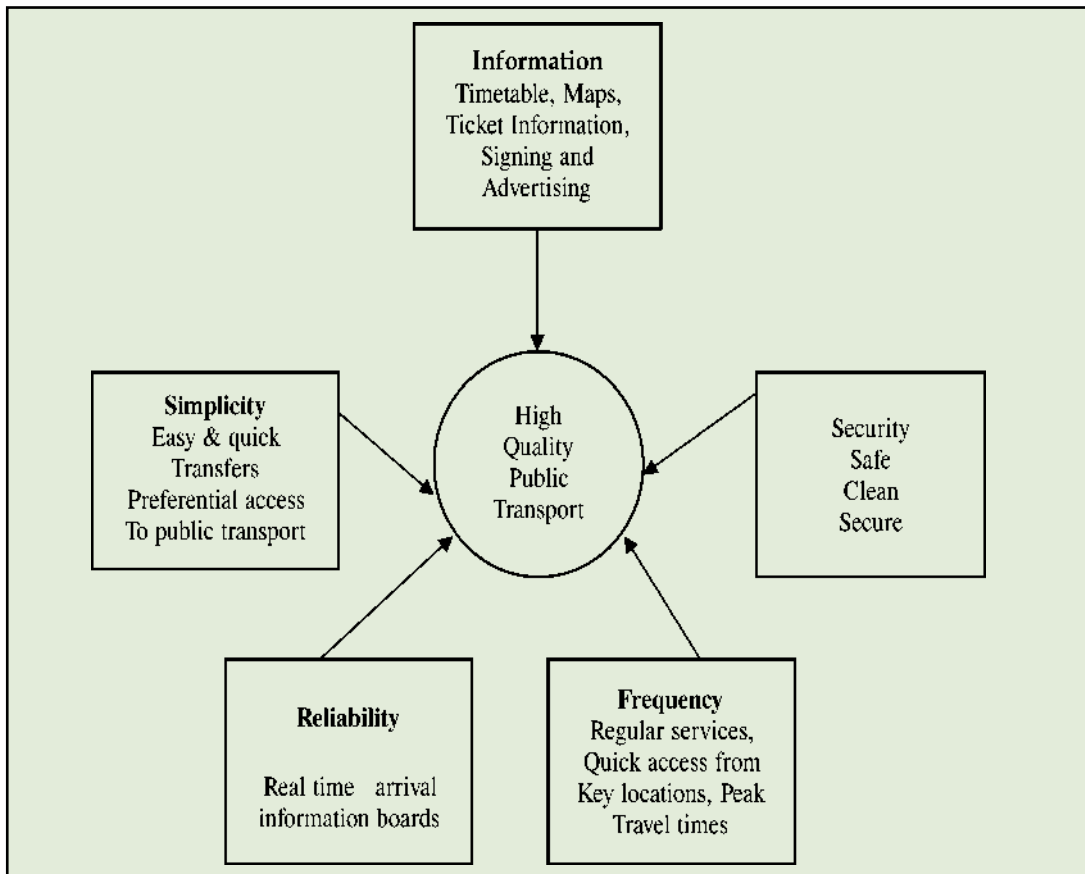 Information
Timetable, Maps,
Ticket Information,
Signing and
Advertising
Simplicity
Easy & quick
Transfers
Preferential access
To public transport
High
Quality
Public
Transport
Security
Safe
Clean
Secure
Reliability
Real time arrival
information boards
Frequency
Regular services,
Quick access from
Key locations, Peak
Travel times